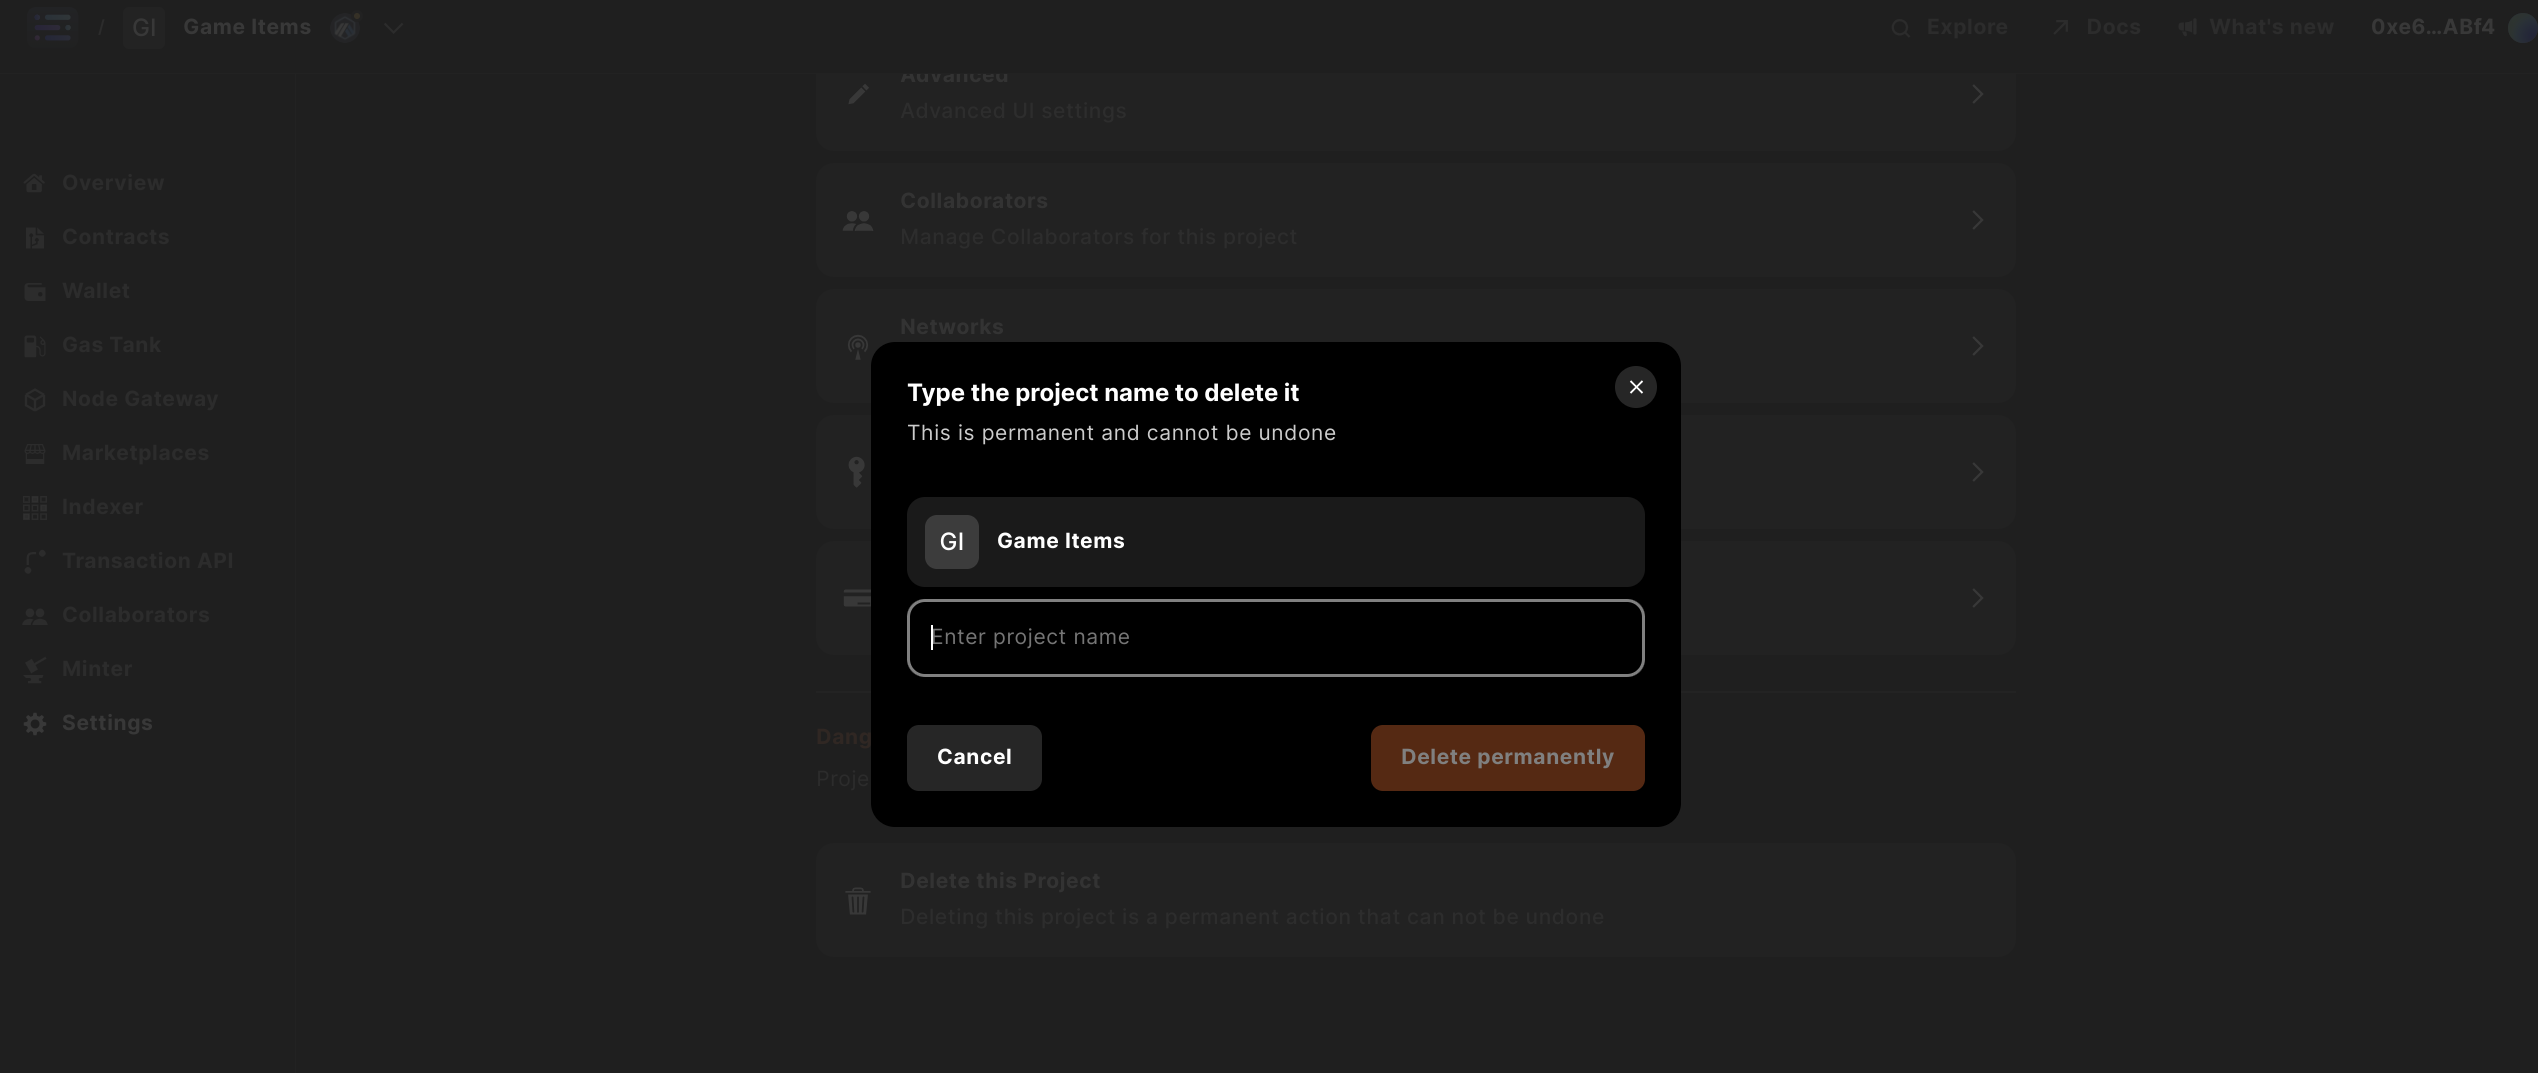 / GI Game Items
Explore Docs What's new 0xe6...ABf4
Overview
Contracts
Wallet
Gas Tank
Node Gateway
Marketplaces
Indexer
Transaction API
Collaborators
Minter
Settings
Advanced
Advanced UI settings
Collaborators
Manage Collaborators for this project
Networks
Type the project name to delete it
This is permanent and cannot be undone
GI Game Items
Enter project name
Cancel Delete permanently
Delete this Project
Deleting this project is a permanent action that can not be undone